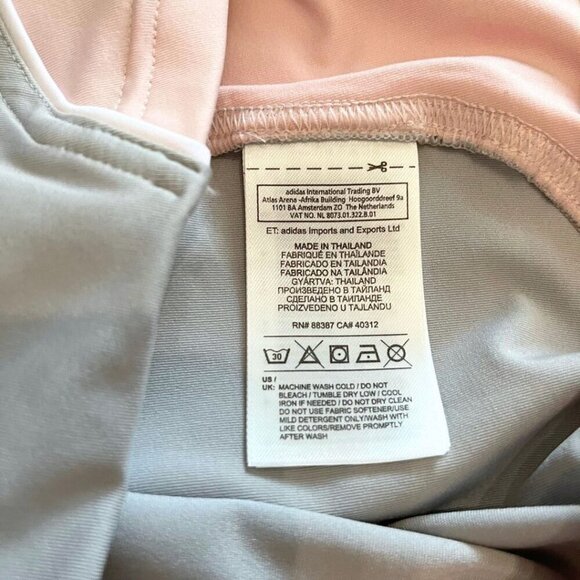 adidas International Trading BV
Atlas Arena -Afrika Building Hoogoorddreef 9a
1101 BA Amsterdam ZO The Netherlands
VAT NO. NL 8073.01.322.B.01
ET: adidas Imports and Exports Ltd
MADE IN THAILAND
FABRIQUÉ EN THAÏLANDE
FABRICADO EN TAILANDIA
FABRICADO NA TAILÂNDIA
GYÁRTVA: THAILAND
ПРОИЗВЕДЕНО В ТАИЛАНД
СДЕЛАНО В ТАИЛАНДЕ
PROIZVEDENO U TAJLANDU
RN# 88387 CA# 40312
30
US /
UK: MACHINE WASH COLD / DO NOT
BLEACH / TUMBLE DRY LOW / COOL
IRON IF NEEDED / DO NOT DRY CLEAN
DO NOT USE FABRIC SOFTENER/USE
MILD DETERGENT ONLY/WASH WITH
LIKE COLORS/REMOVE PROMPTLY
AFTER WASH